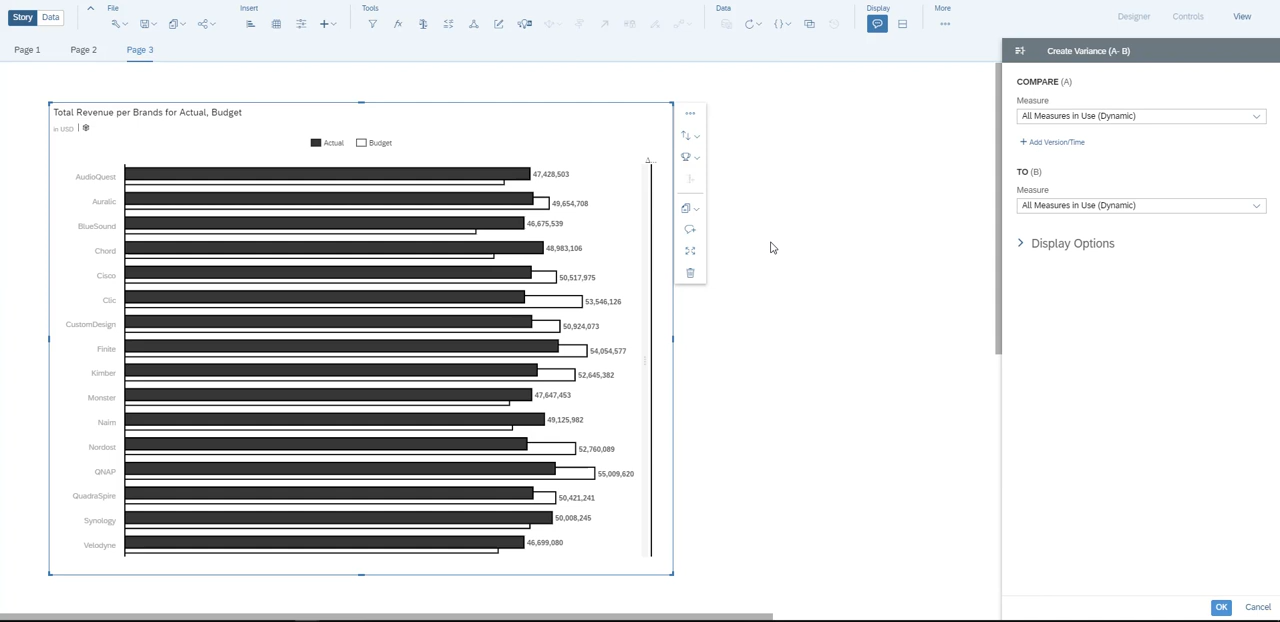 Story Data
File
Insert
Tools
Data
Display
More
Designer
Controls
View
Page 1
Page 2
Page 3
Total Revenue per Brands for Actual, Budget
in USD
Actual
Budget
Δ...
AudioQuest 47,428,503
Auralic 49,654,708
BlueSound 46,675,539
Chord 48,983,106
Cisco 50,517,975
Clic 53,546,126
CustomDesign 50,924,073
Finite 54,054,577
Kimber 52,645,382
Monster 47,647,453
Naim 49,125,982
Nordost 52,760,089
QNAP 55,009,620
QuadraSpire 50,421,241
Synology 50,008,245
Velodyne 46,699,080
Create Variance (A- B)
COMPARE (A)
Measure
All Measures in Use (Dynamic)
+ Add Version/Time
TO (B)
Measure
All Measures in Use (Dynamic)
Display Options
OK
Cancel